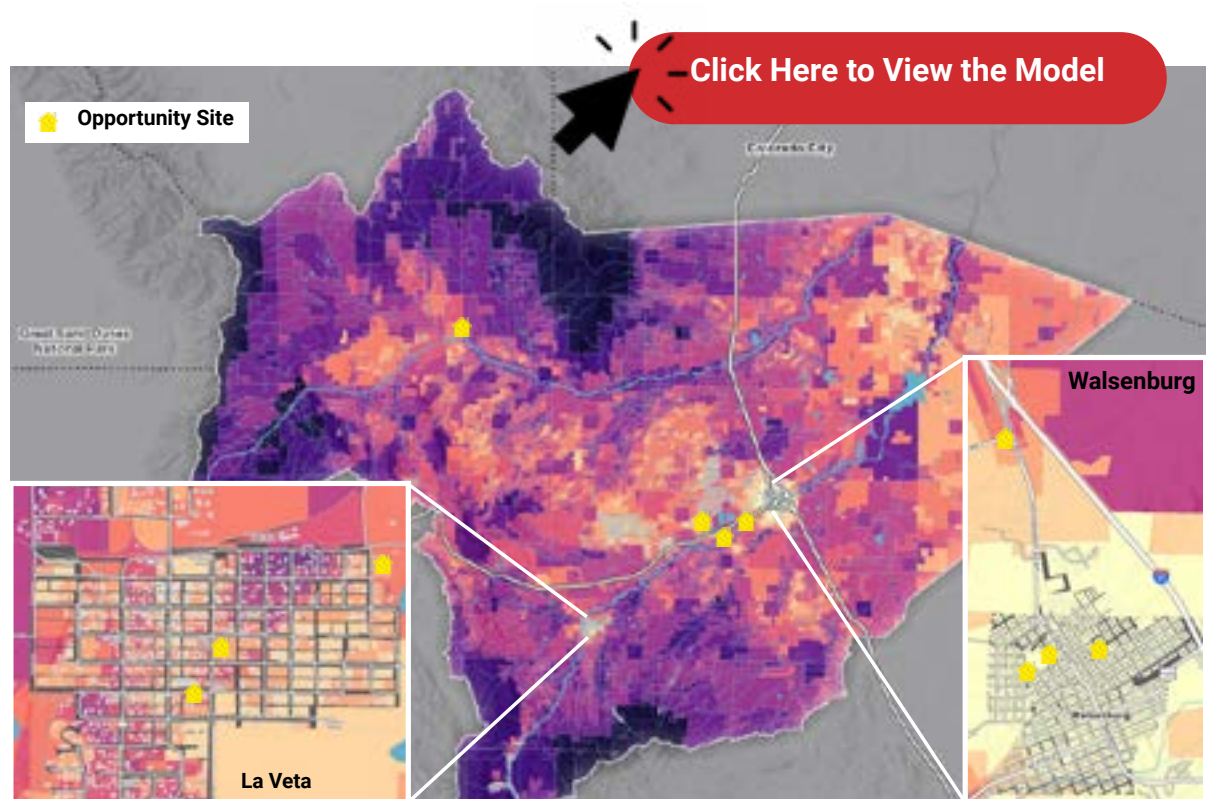 Click Here to View the Model
Opportunity Site
Colorado City
Great Sand Dunes
National Park
Walsenburg
Walsenburg
La Veta